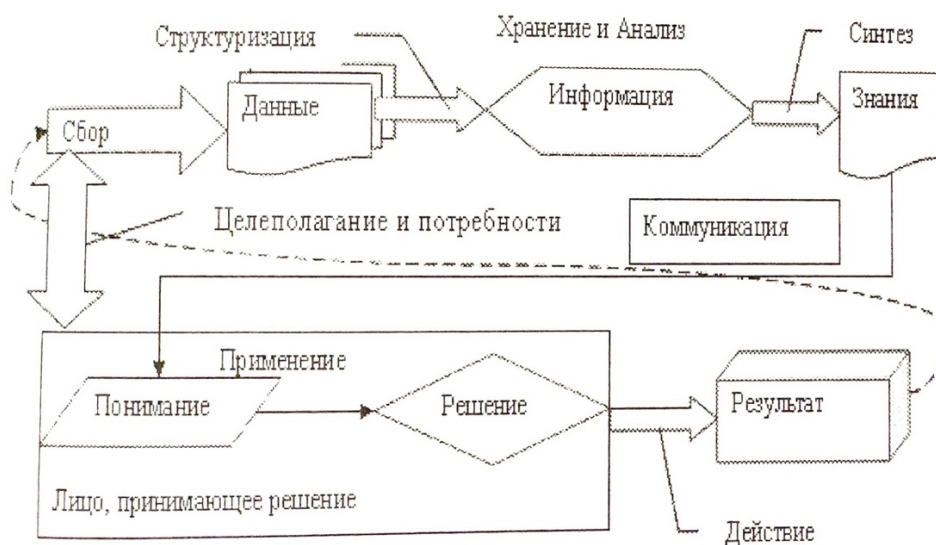 Структуризация
Хранение и Анализ
Синтез
Сбор
Данные
Информация
Знания
Целеполагание и потребности
Коммуникация
Применение
Понимание
Решение
Результат
Лицо, принимающее решение
Действие